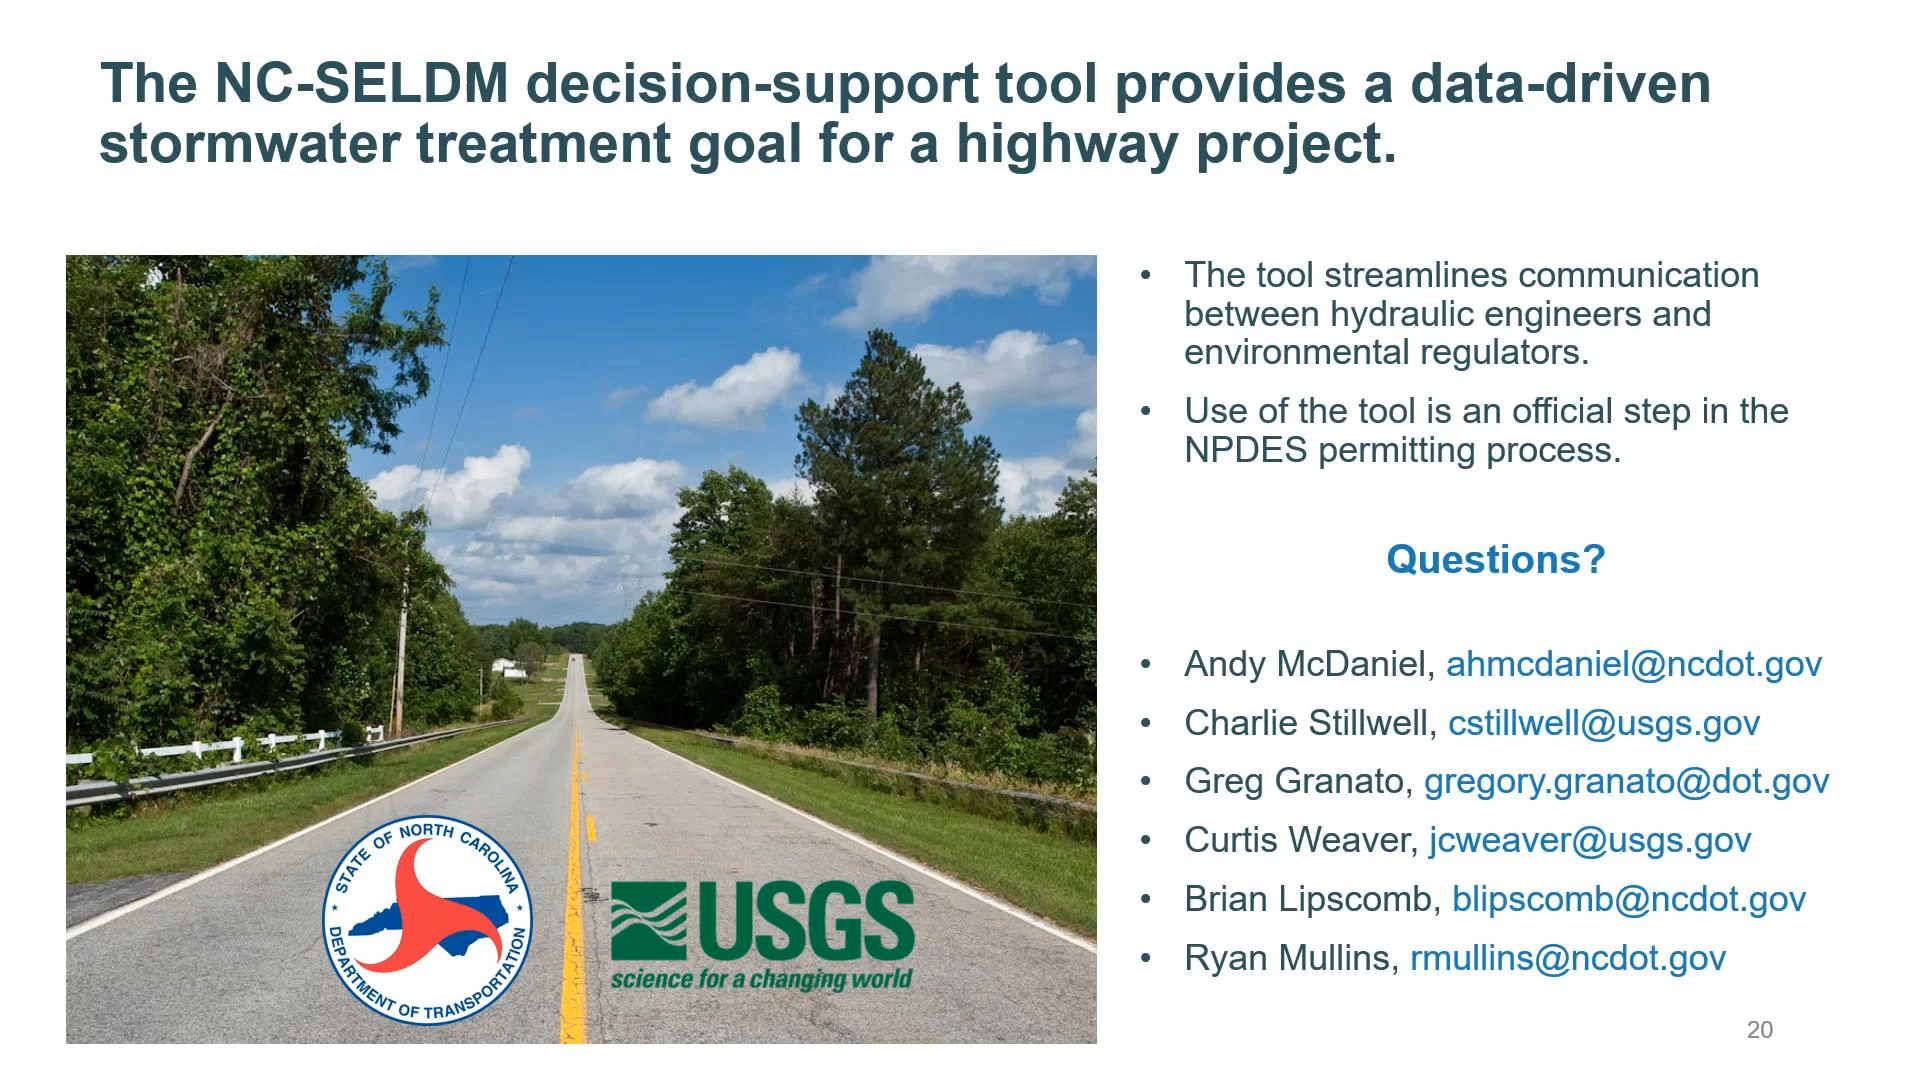 The NC-SELDM decision-support tool provides a data-driven
stormwater treatment goal for a highway project.
• The tool streamlines communication
between hydraulic engineers and
environmental regulators.
• Use of the tool is an official step in the
NPDES permitting process.
Questions?
• Andy McDaniel, ahmcdaniel@ncdot.gov
• Charlie Stillwell, cstillwell@usgs.gov
• Greg Granato, gregory.granato@dot.gov
• Curtis Weaver, jcweaver@usgs.gov
• Brian Lipscomb, blipscomb@ncdot.gov
• Ryan Mullins, rmullins@ncdot.gov
STATE OF NORTH CAROLINA
DEPARTMENT OF TRANSPORTATION
USGS
science for a changing world
20